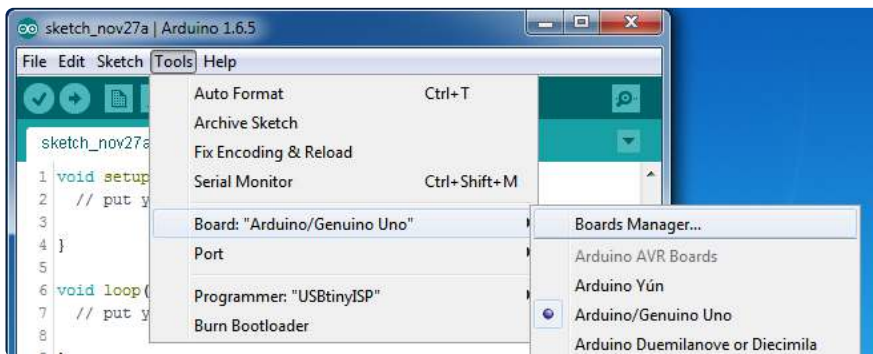 sketch_nov27a | Arduino 1.6.5
File Edit Sketch Tools Help
sketch_nov27a
1 void setup
2 // put y
3
4 }
5
6 void loop(
7 // put y
8
Auto Format Ctrl+T
Archive Sketch
Fix Encoding & Reload
Serial Monitor Ctrl+Shift+M
Board: "Arduino/Genuino Uno"
Port
Programmer: "USBtinyISP"
Burn Bootloader
Boards Manager...
Arduino AVR Boards
Arduino Yún
Arduino/Genuino Uno
Arduino Duemilanove or Diecimila